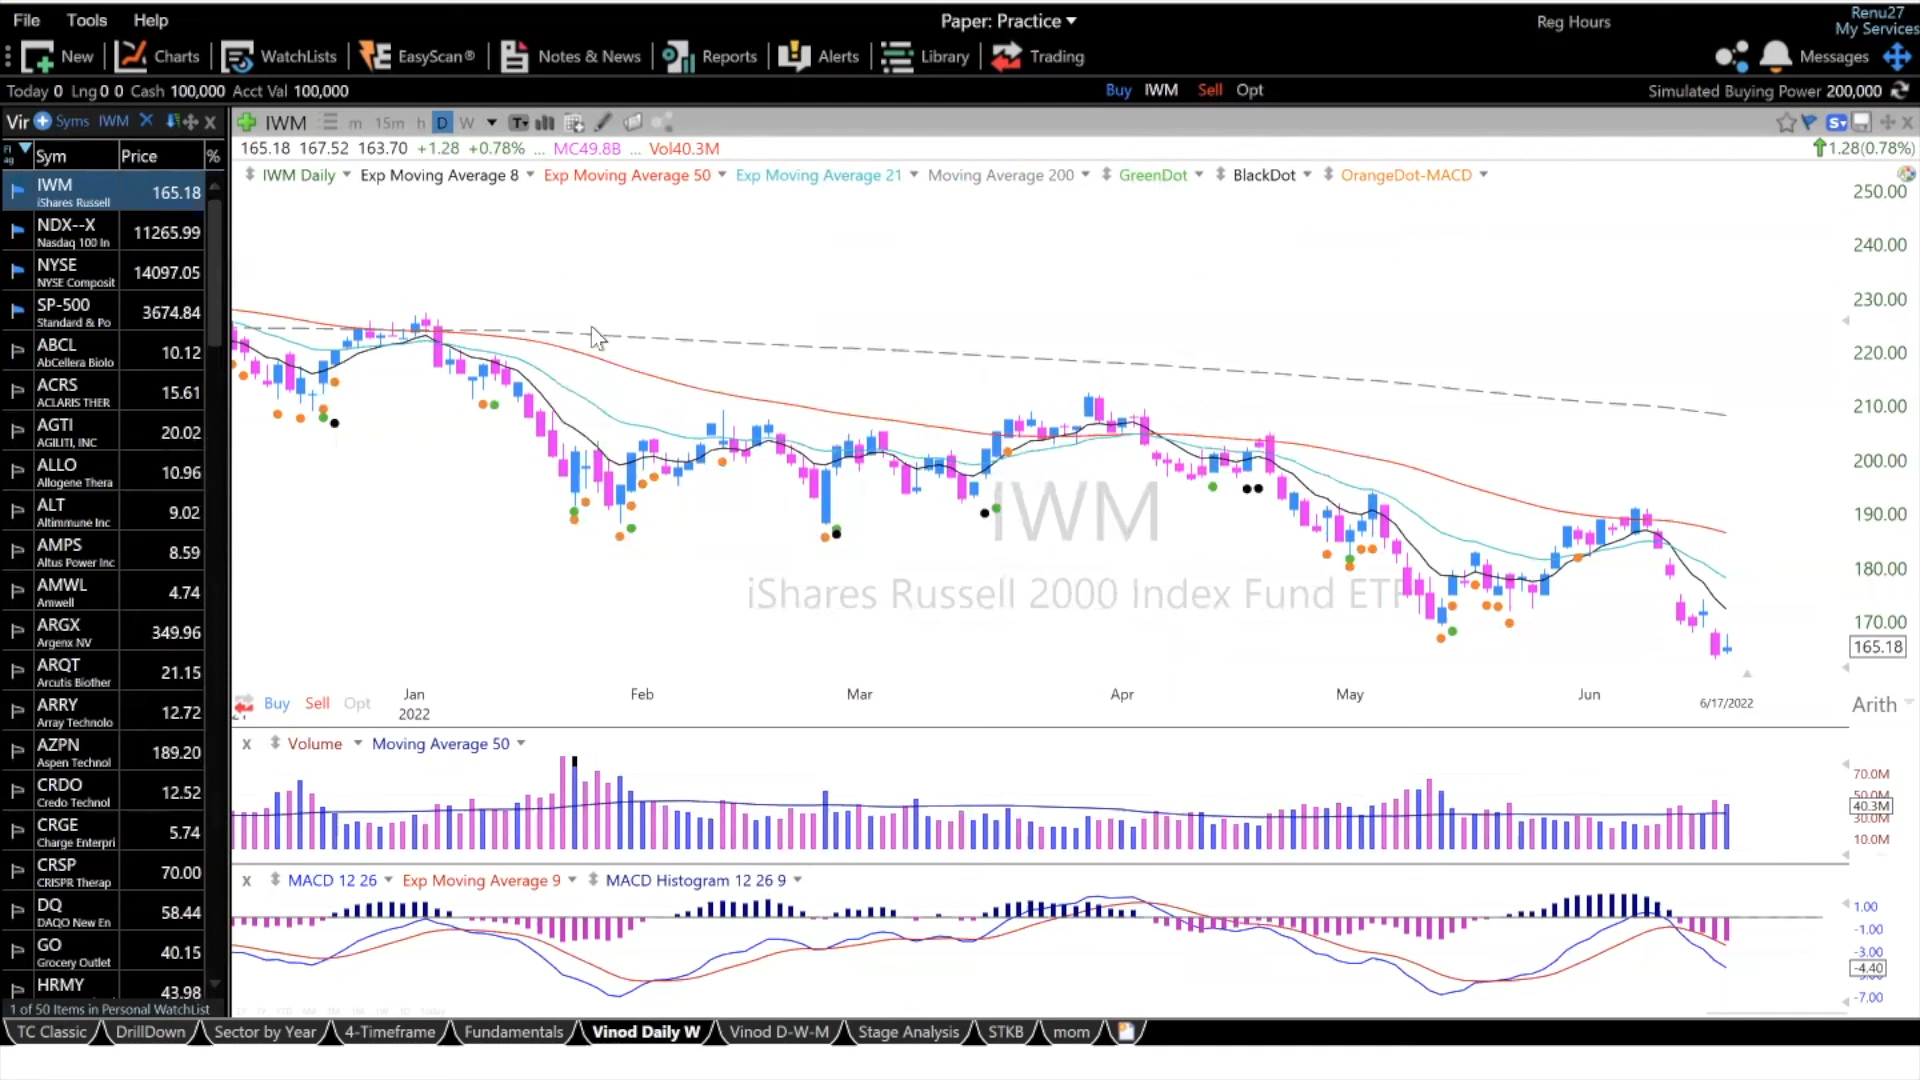 File Tools Help
Paper: Practice
Reg Hours
Renu27
My Services
New Charts WatchLists EasyScan® Notes & News Reports Alerts Library Trading
Messages
Today 0 Lng 0 0 Cash 100,000 Acct Val 100,000
Buy IWM Sell Opt
Simulated Buying Power 200,000
Vir Syms IWM
IWM m 15m h D W
Flag Sym Price %
165.18 167.52 163.70 +1.28 +0.78% ... MC49.8B ... Vol40.3M
1.28(0.78%)
IWM Daily Exp Moving Average 8 Exp Moving Average 50 Exp Moving Average 21 Moving Average 200 GreenDot BlackDot OrangeDot-MACD
IWM 165.18
iShares Russell
NDX--X 11265.99
Nasdaq 100 In
NYSE 14097.05
NYSE Composit
SP-500 3674.84
Standard & Po
ABCL 10.12
AbCellera Biolo
ACRS 15.61
ACLARIS THER
AGTI 20.02
AGILITI, INC
ALLO 10.96
Allogene Thera
ALT 9.02
Altimmune Inc
AMPS 8.59
Altus Power Inc
AMWL 4.74
Amwell
ARGX 349.96
Argenx NV
ARQT 21.15
Arcutis Biother
ARRY 12.72
Array Technolo
AZPN 189.20
Aspen Technol
CRDO 12.52
Credo Technol
CRGE 5.74
Charge Enterpri
CRSP 70.00
CRISPR Therap
DQ 58.44
DAQO New En
GO 40.15
Grocery Outlet
HRMY 43.98
1 of 50 Items in Personal WatchList
250.00
240.00
230.00
220.00
210.00
200.00
190.00
180.00
170.00
165.18
IWM
iShares Russell 2000 Index Fund ETF
Jan Feb Mar Apr May Jun
2022
6/17/2022
Arith
Buy Sell Opt
X Volume Moving Average 50
70.0M
50.0M
40.3M
30.0M
10.0M
X MACD 12 26 Exp Moving Average 9 MACD Histogram 12 26 9
1.00
-1.00
-3.00
-4.40
-7.00
TC Classic DrillDown Sector by Year 4-Timeframe Fundamentals Vinod Daily W Vinod D-W-M Stage Analysis STKB mom